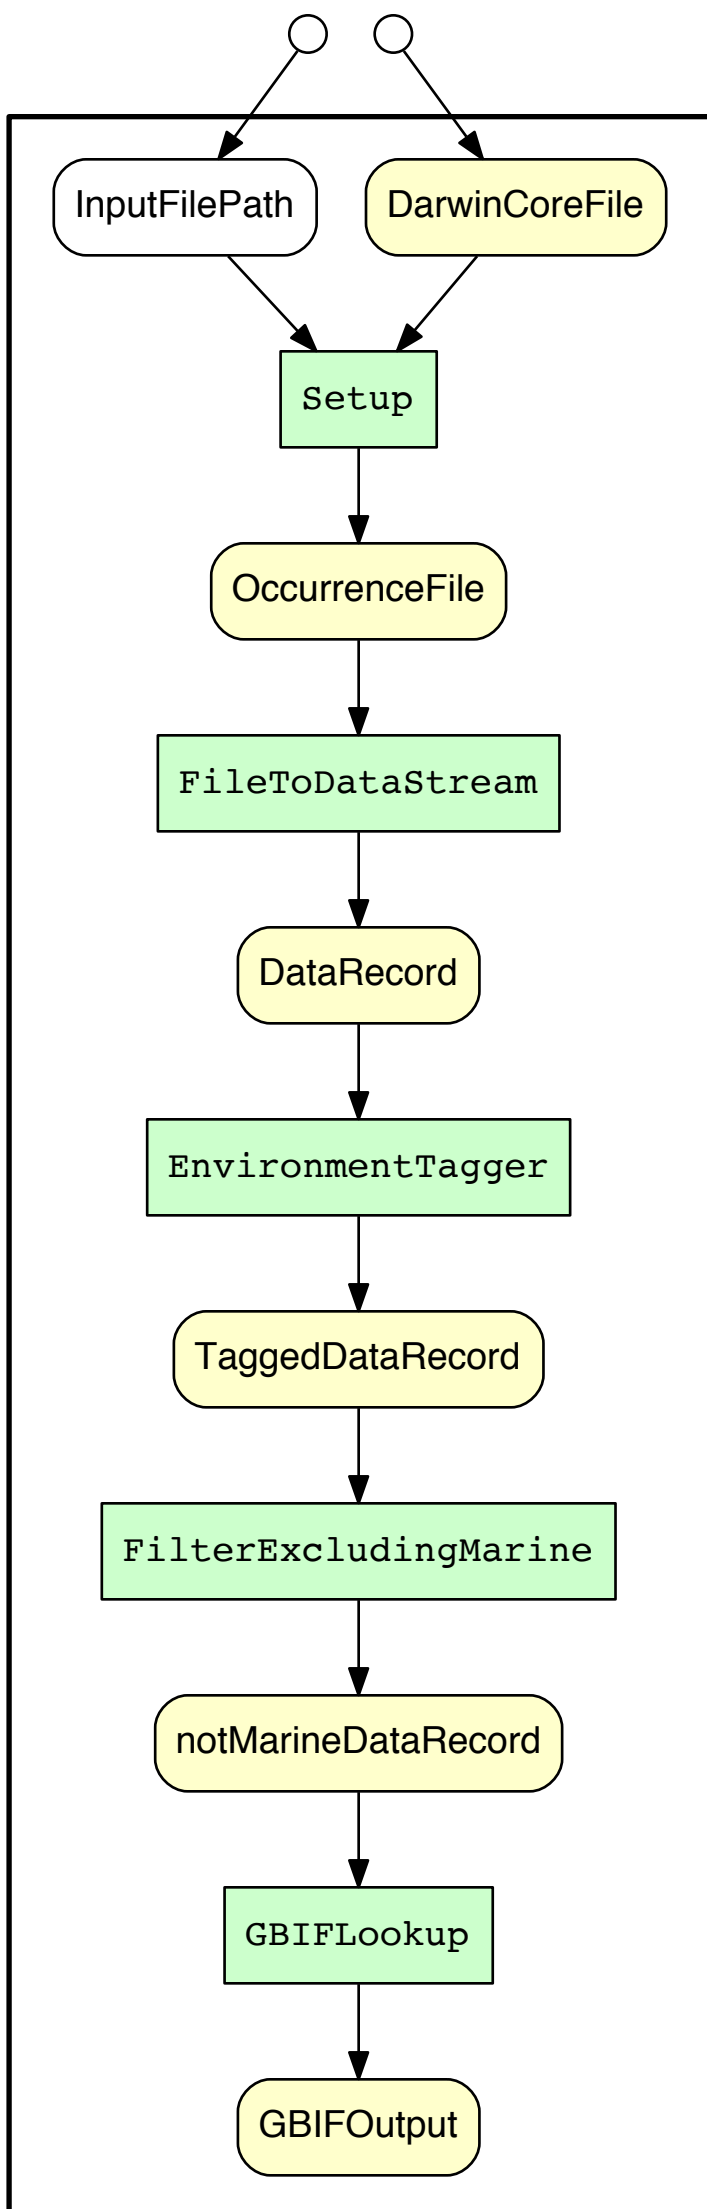 InputFilePath
DarwinCoreFile
Setup
OccurrenceFile
FileToDataStream
DataRecord
EnvironmentTagger
TaggedDataRecord
FilterExcludingMarine
notMarineDataRecord
GBIFLookup
GBIFOutput